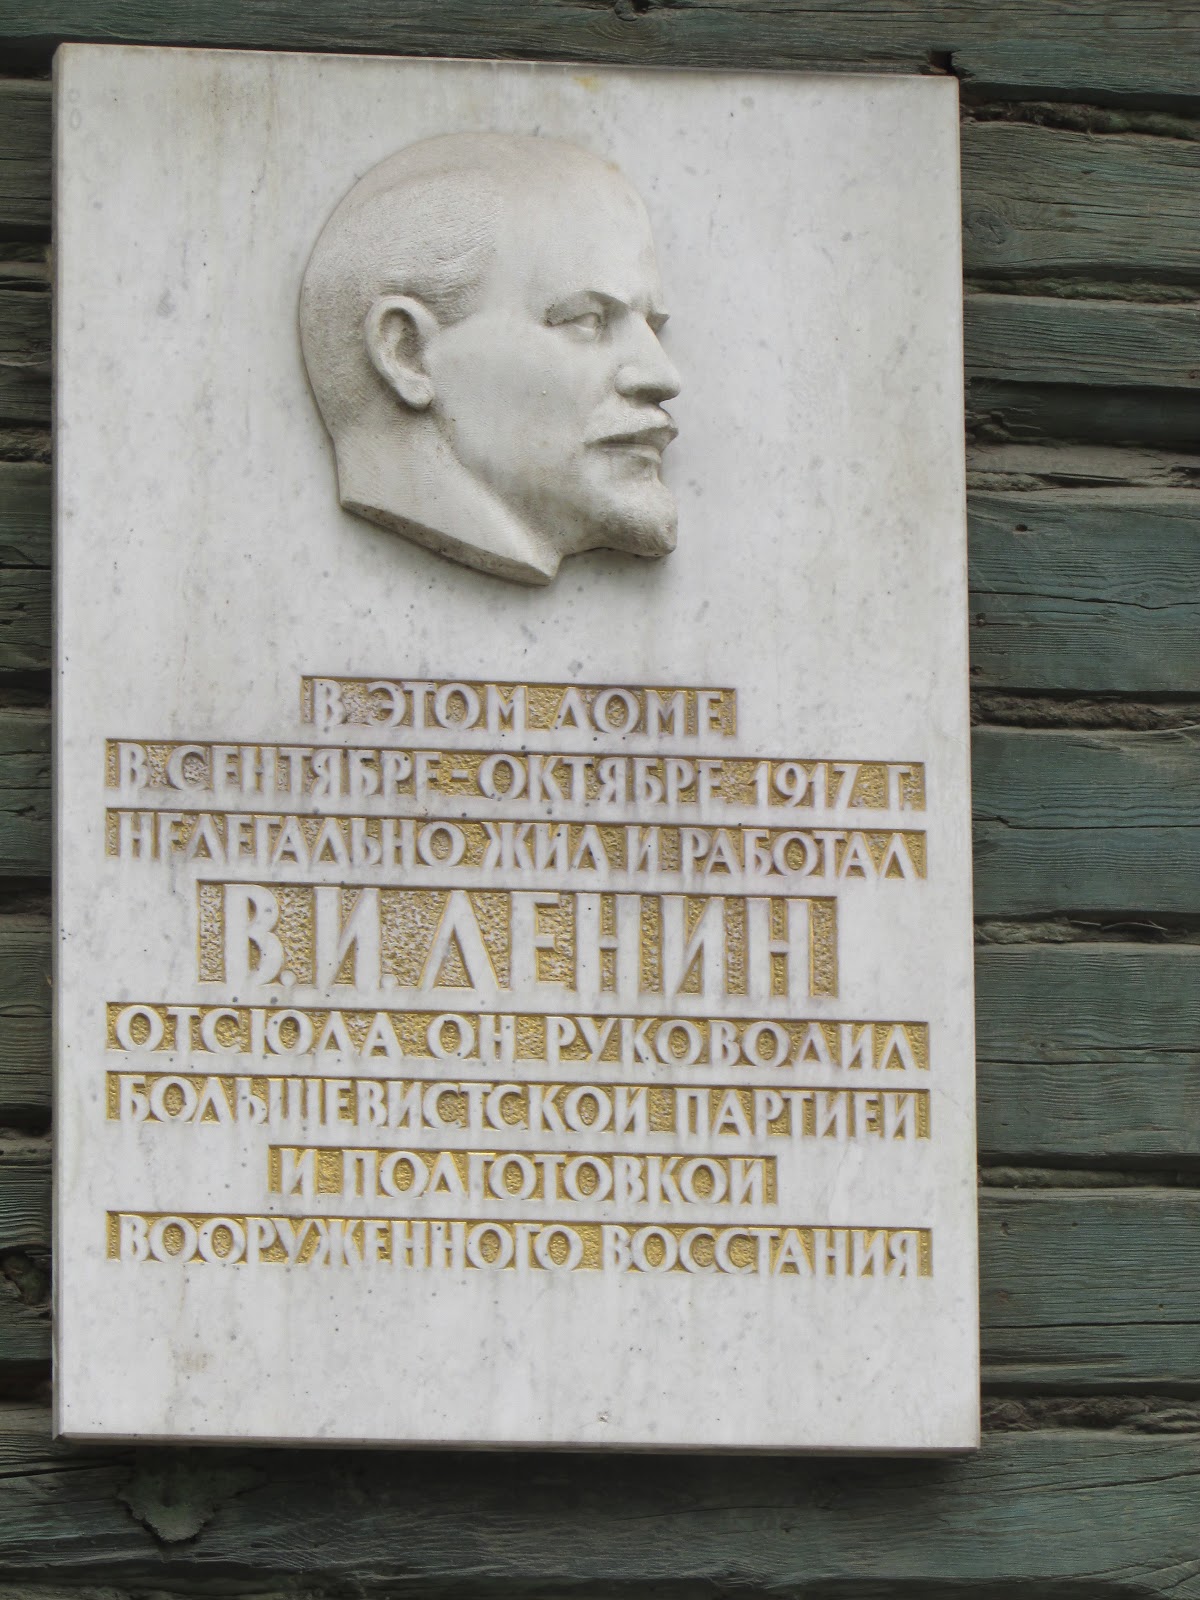 В ЭТОМ ДОМЕ
В СЕНТЯБРЕ-ОКТЯБРЕ 1917 Г.
НЕЛЕГАЛЬНО ЖИЛ И РАБОТАЛ
В.И.ЛЕНИН
ОТСЮДА ОН РУКОВОДИЛ
БОЛЬШЕВИСТСКОЙ ПАРТИЕЙ
И ПОДГОТОВКОЙ
ВООРУЖЕННОГО ВОССТАНИЯ